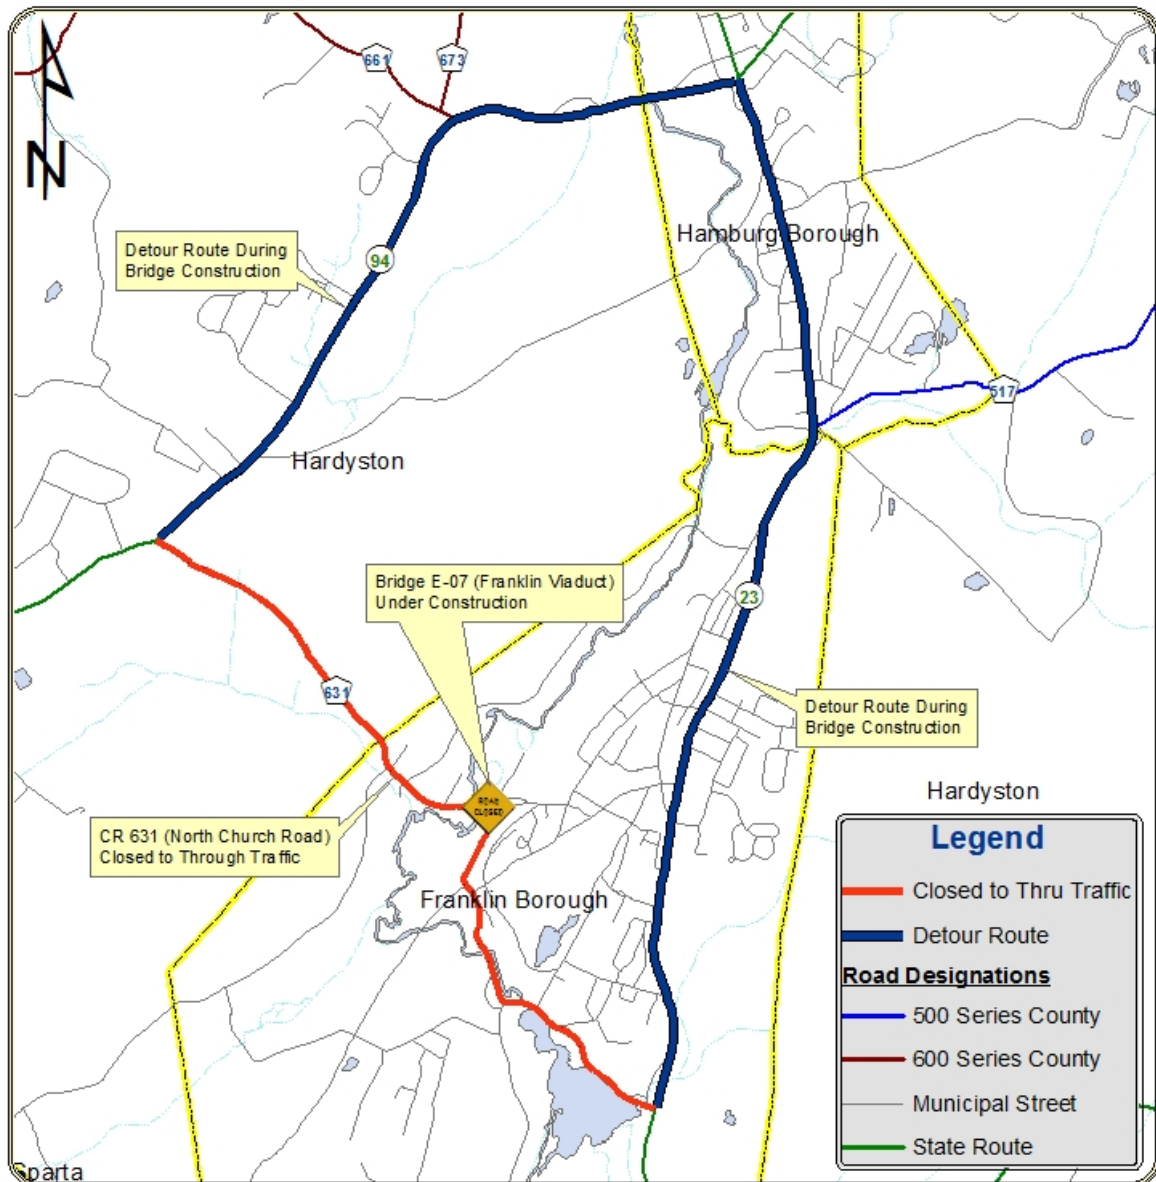 661
673
N
Hamburg Borough
Detour Route During
Bridge Construction
94
517
Hardyston
Bridge E-07 (Franklin Viaduct)
Under Construction
23
631
Detour Route During
Bridge Construction
ROAD
CLOSED
Hardyston
CR 631 (North Church Road)
Closed to Through Traffic
Franklin Borough
Legend
Closed to Thru Traffic
Detour Route
Road Designations
500 Series County
600 Series County
Municipal Street
State Route
Sparta